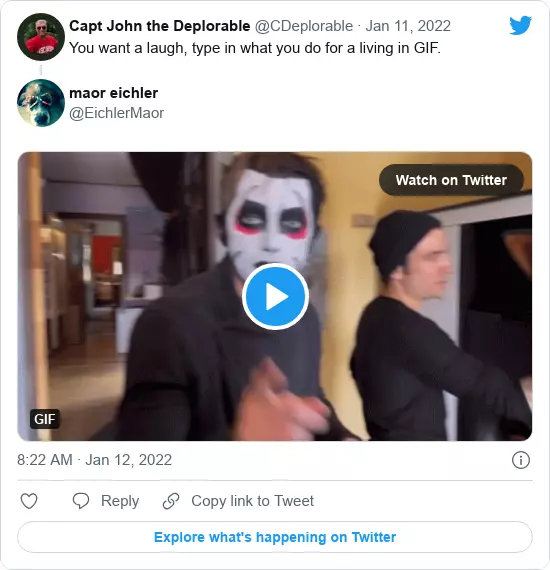 Capt John the Deplorable @CDeplorable · Jan 11, 2022
You want a laugh, type in what you do for a living in GIF.
maor eichler
@EichlerMaor
Watch on Twitter
GIF
8:22 AM · Jan 12, 2022
Reply
Copy link to Tweet
Explore what's happening on Twitter